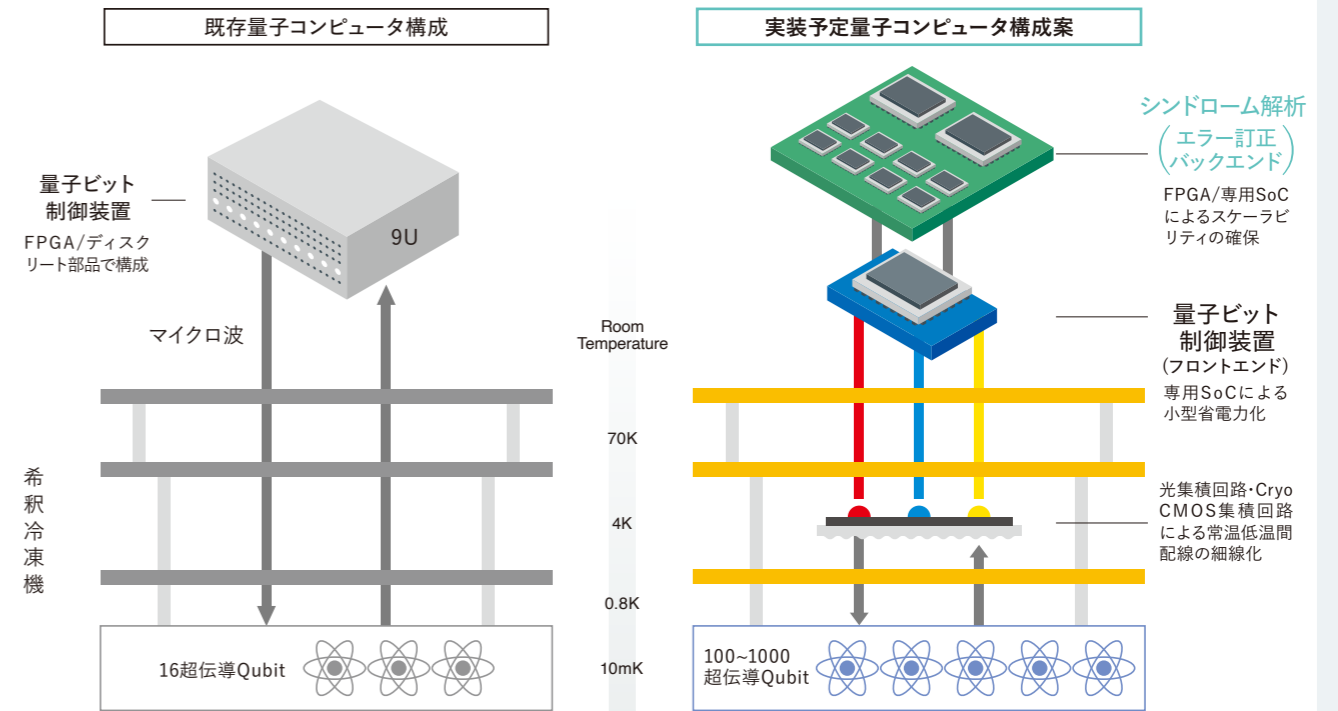 既存量子コンピュータ構成
量子ビット
制御装置
FPGA/ディスク
リート部品で構成
9U
マイクロ波
希釈冷凍機
16超伝導Qubit
Room
Temperature
70K
4K
0.8K
10mK
実装予定量子コンピュータ構成案
シンドローム解析
(エラー訂正
バックエンド)
FPGA/専用SoC
によるスケーラビ
リティの確保
量子ビット
制御装置
(フロントエンド)
専用SoCによる
小型省電力化
光集積回路・Cryo
CMOS集積回路
による常温低温間
配線の細線化
100~1000
超伝導Qubit